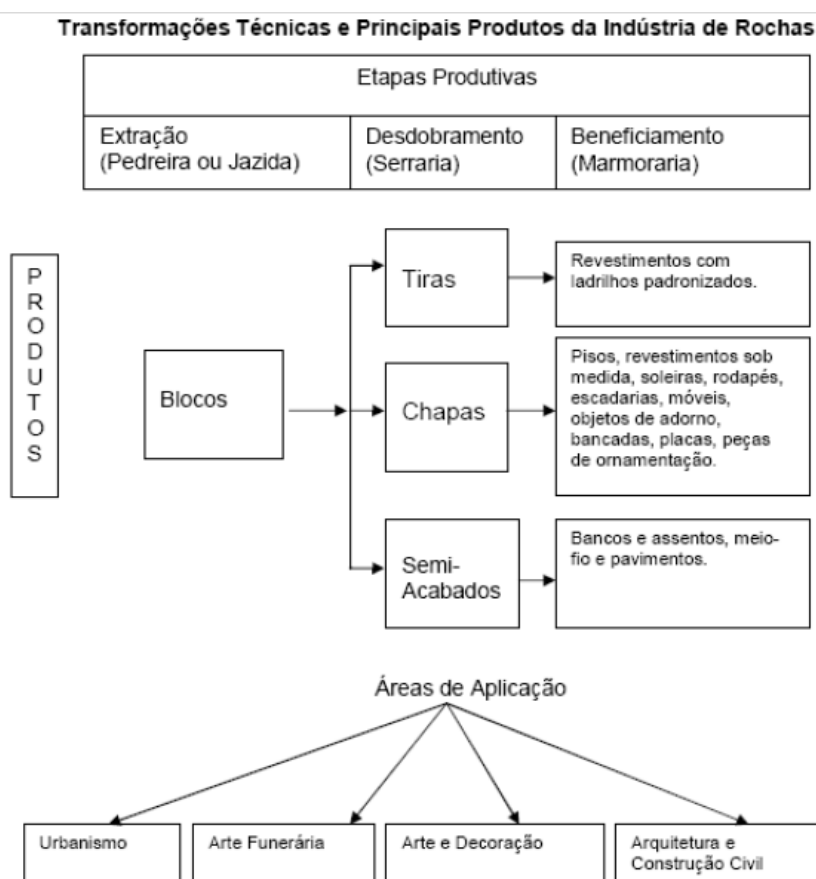 Transformações Técnicas e Principais Produtos da Indústria de Rochas
Etapas Produtivas
Extração
(Pedreira ou Jazida)
Desdobramento
(Serraria)
Beneficiamento
(Marmoraria)
P
R
O
D
U
T
O
S
Blocos
Tiras
Revestimentos com
ladrilhos padronizados.
Chapas
Pisos, revestimentos sob
medida, soleiras, rodapés,
escadarias, móveis,
objetos de adorno,
bancadas, placas, peças
de ornamentação.
Semi-
Acabados
Bancos e assentos, meio-
fio e pavimentos.
Áreas de Aplicação
Urbanismo
Arte Funerária
Arte e Decoração
Arquitetura e
Construção Civil